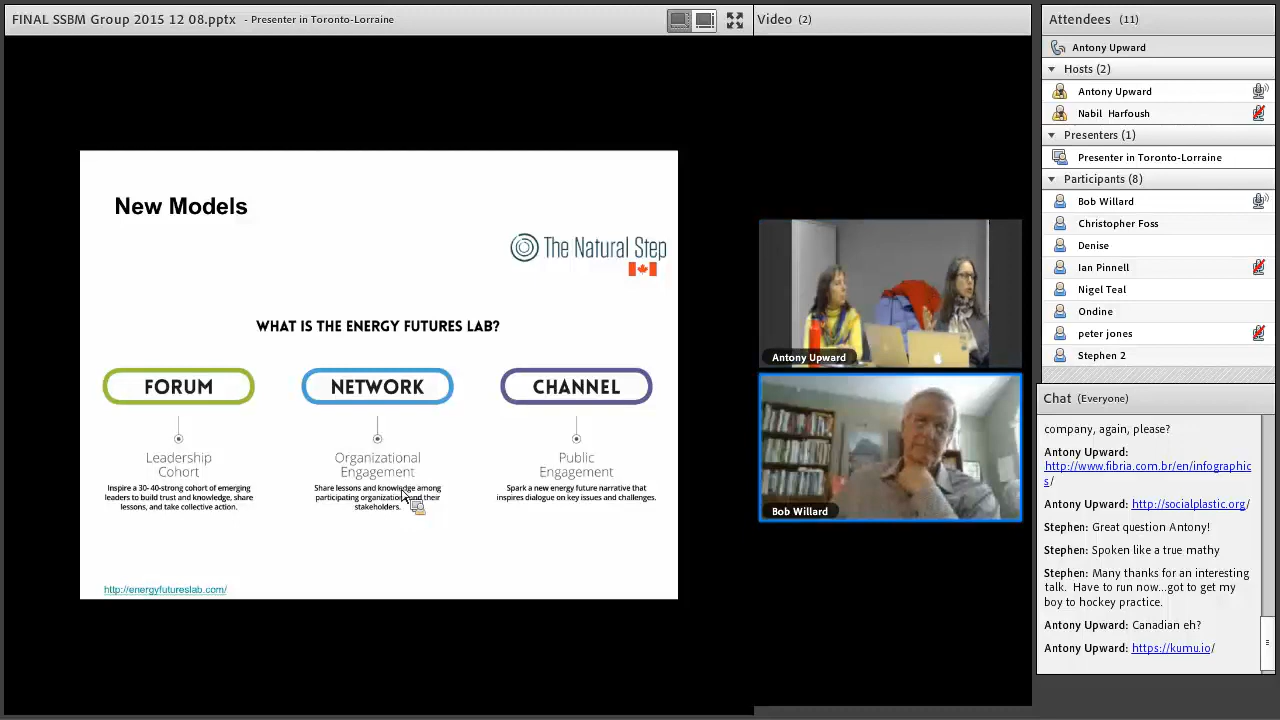 FINAL SSBM Group 2015 12 08.pptx - Presenter in Toronto-Lorraine
New Models
The Natural Step
WHAT IS THE ENERGY FUTURES LAB?
FORUM
NETWORK
CHANNEL
Leadership
Cohort
Inspire a 30- 40-strong cohort of emerging
leaders to build trust and knowledge, share
lessons, and take collective action.
Organizational
Engagement
Share lessons and knowledge among
participating organizations and their
stakeholders.
Public
Engagement
Spark a new energy future narrative that
inspires dialogue on key issues and challenges.
http://energyfutureslab.com/
Video (2)
Antony Upward
Bob Willard
Attendees (11)
Antony Upward
Hosts (2)
Antony Upward
Nabil Harfoush
Presenters (1)
Presenter in Toronto-Lorraine
Participants (8)
Bob Willard
Christopher Foss
Denise
Ian Pinnell
Nigel Teal
Ondine
peter jones
Stephen 2
Chat (Everyone)
company, again, please?
Antony Upward:
http://www.fibria.com.br/en/infographic
s/
Antony Upward: http://socialplastic.org/
Stephen: Great question Antony!
Stephen: Spoken like a true mathy
Stephen: Many thanks for an interesting
talk. Have to run now...got to get my
boy to hockey practice.
Antony Upward: Canadian eh?
Antony Upward: https://kumu.io/